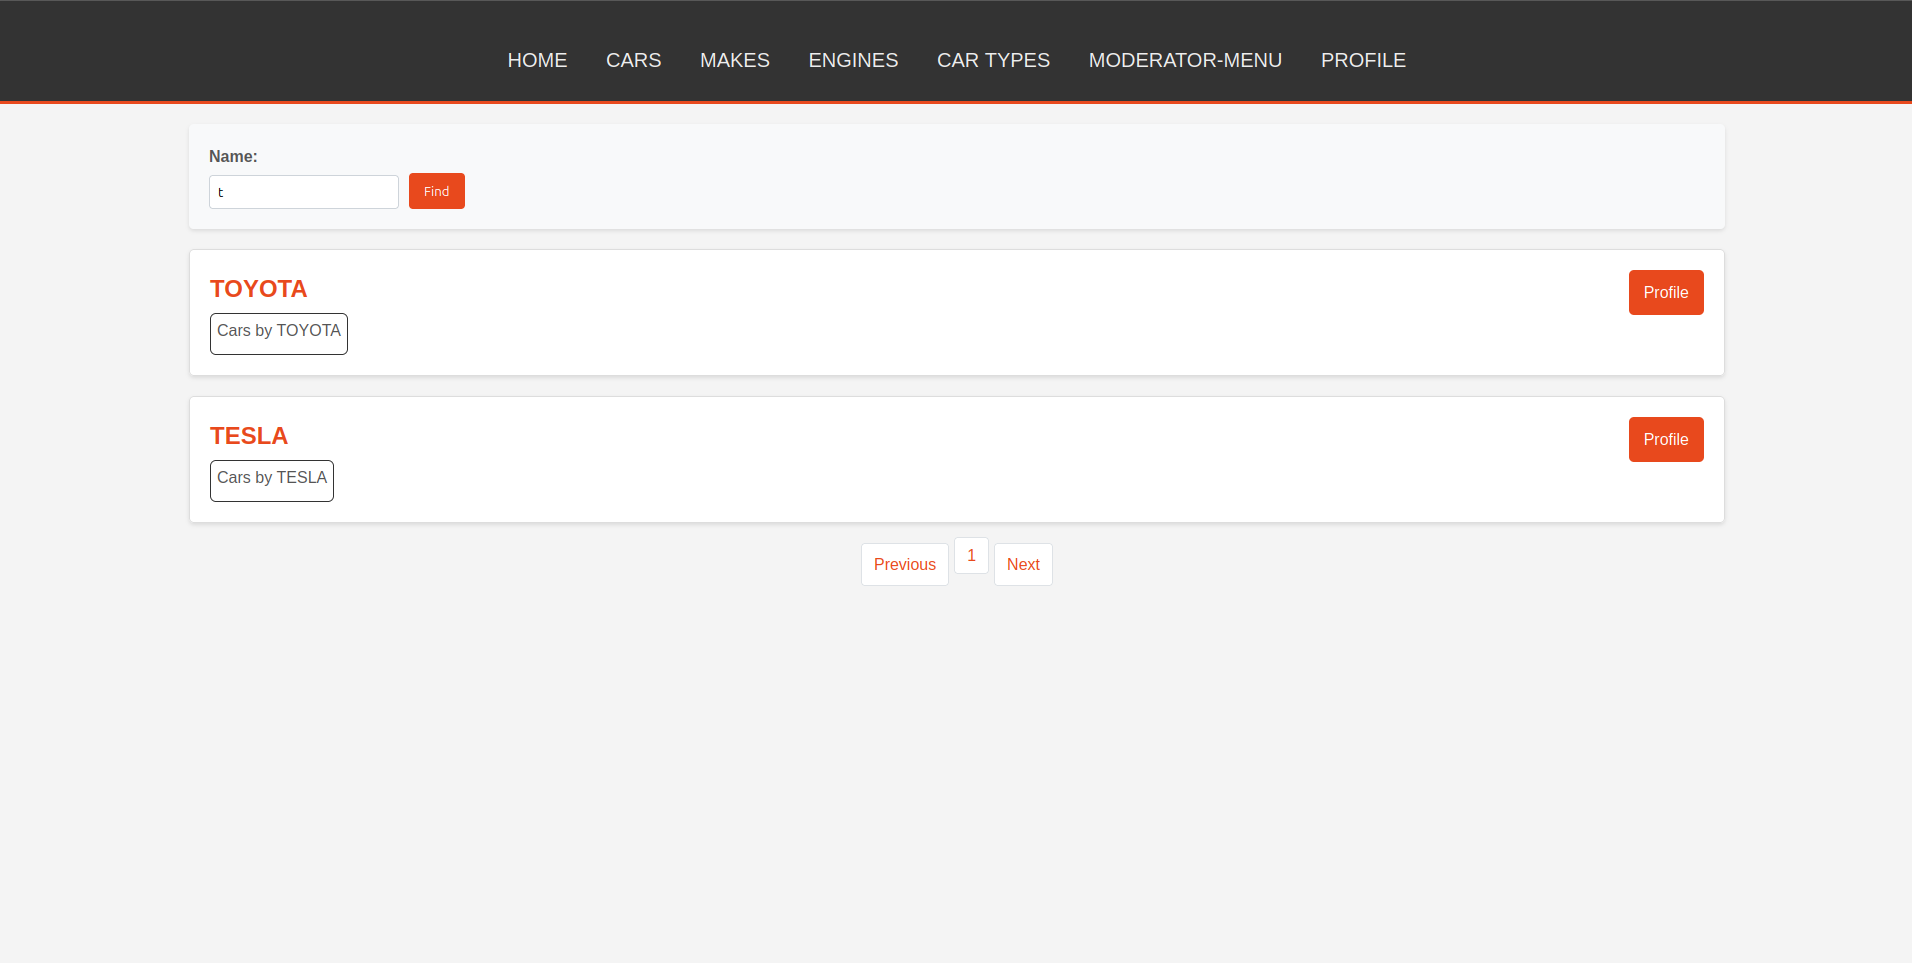 HOME CARS MAKES ENGINES CAR TYPES MODERATOR-MENU PROFILE
Name:
t Find
TOYOTA Profile
Cars by TOYOTA
TESLA Profile
Cars by TESLA
Previous 1 Next